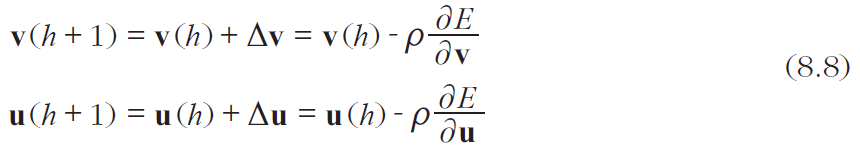 v(h + 1) = v(h) + Δv = v(h) - ρ ∂E/∂v
(8.8)
u(h + 1) = u(h) + Δu = u(h) - ρ ∂E/∂u